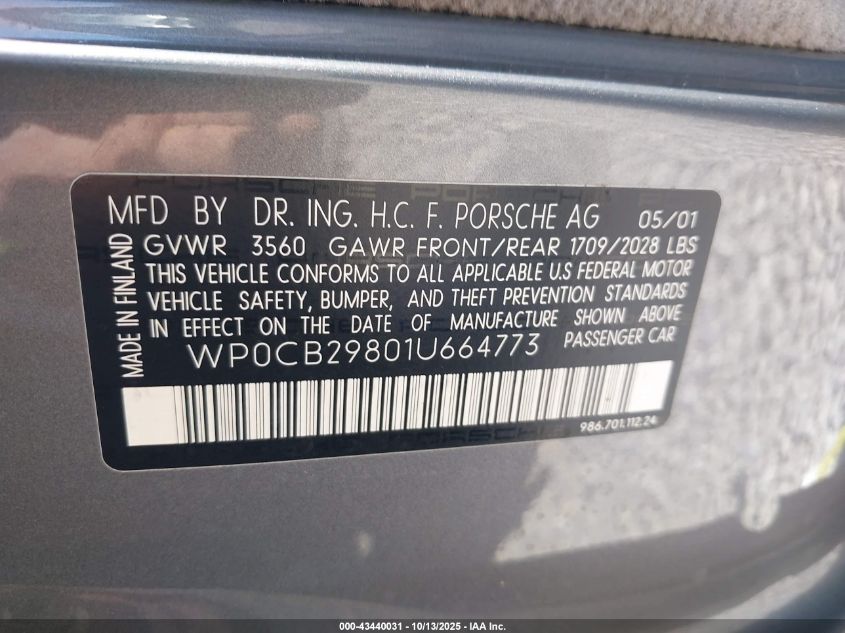 MFD BY DR. ING. H.C. F. PORSCHE AG 05/01
GVWR 3560 GAWR FRONT/REAR 1709/2028 LBS
THIS VEHICLE CONFORMS TO ALL APPLICABLE U.S FEDERAL MOTOR
VEHICLE SAFETY, BUMPER, AND THEFT PREVENTION STANDARDS
IN EFFECT ON THE DATE OF MANUFACTURE SHOWN ABOVE
WP0CB29801U664773 PASSENGER CAR
MADE IN FINLAND
986.701.112.24
000-43440031 - 10/13/2025 - IAA Inc.